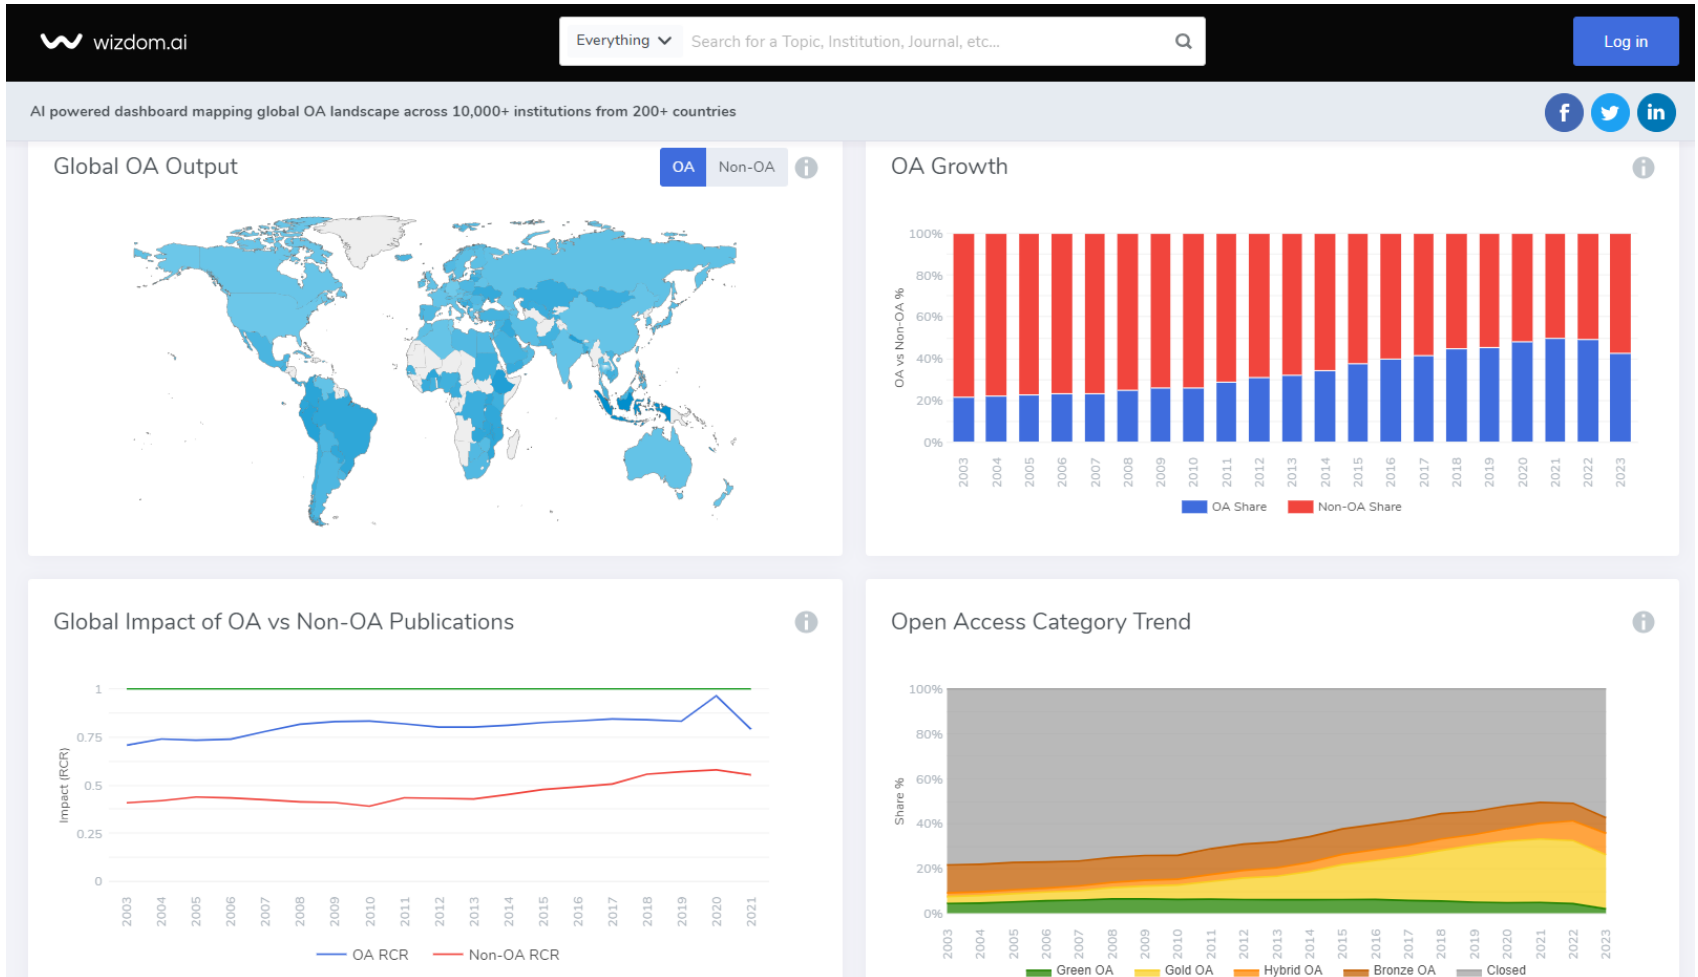 wizdom.ai
Everything
Search for a Topic, Institution, Journal, etc...
Log in
AI powered dashboard mapping global OA landscape across 10,000+ institutions from 200+ countries
Global OA Output
OA
Non-OA
OA Growth
OA vs Non-OA %
100%
80%
60%
40%
20%
0%
2003 2004 2005 2006 2007 2008 2009 2010 2011 2012 2013 2014 2015 2016 2017 2018 2019 2020 2021 2022 2023
OA Share
Non-OA Share
Global Impact of OA vs Non-OA Publications
Impact (RCR)
1
0.75
0.5
0.25
0
2003 2004 2005 2006 2007 2008 2009 2010 2011 2012 2013 2014 2015 2016 2017 2018 2019 2020 2021
OA RCR
Non-OA RCR
Open Access Category Trend
Share %
100%
80%
60%
40%
20%
0%
2003 2004 2005 2006 2007 2008 2009 2010 2011 2012 2013 2014 2015 2016 2017 2018 2019 2020 2021 2022 2023
Green OA
Gold OA
Hybrid OA
Bronze OA
Closed